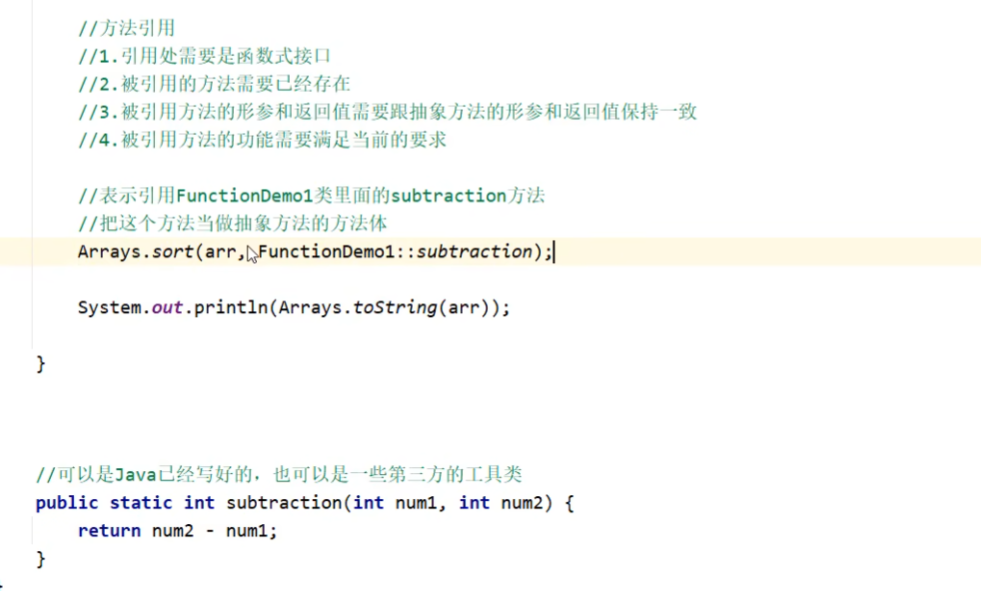 //方法引用
//1.引用处需要是函数式接口
//2.被引用的方法需要已经存在
//3.被引用方法的形参和返回值需要跟抽象方法的形参和返回值保持一致
//4.被引用方法的功能需要满足当前的要求
//表示引用FunctionDemo1类里面的subtraction方法
//把这个方法当做抽象方法的方法体
Arrays.sort(arr, FunctionDemo1::subtraction);
System.out.println(Arrays.toString(arr));
}
//可以是Java已经写好的，也可以是一些第三方的工具类
public static int subtraction(int num1, int num2) {
return num2 - num1;
}